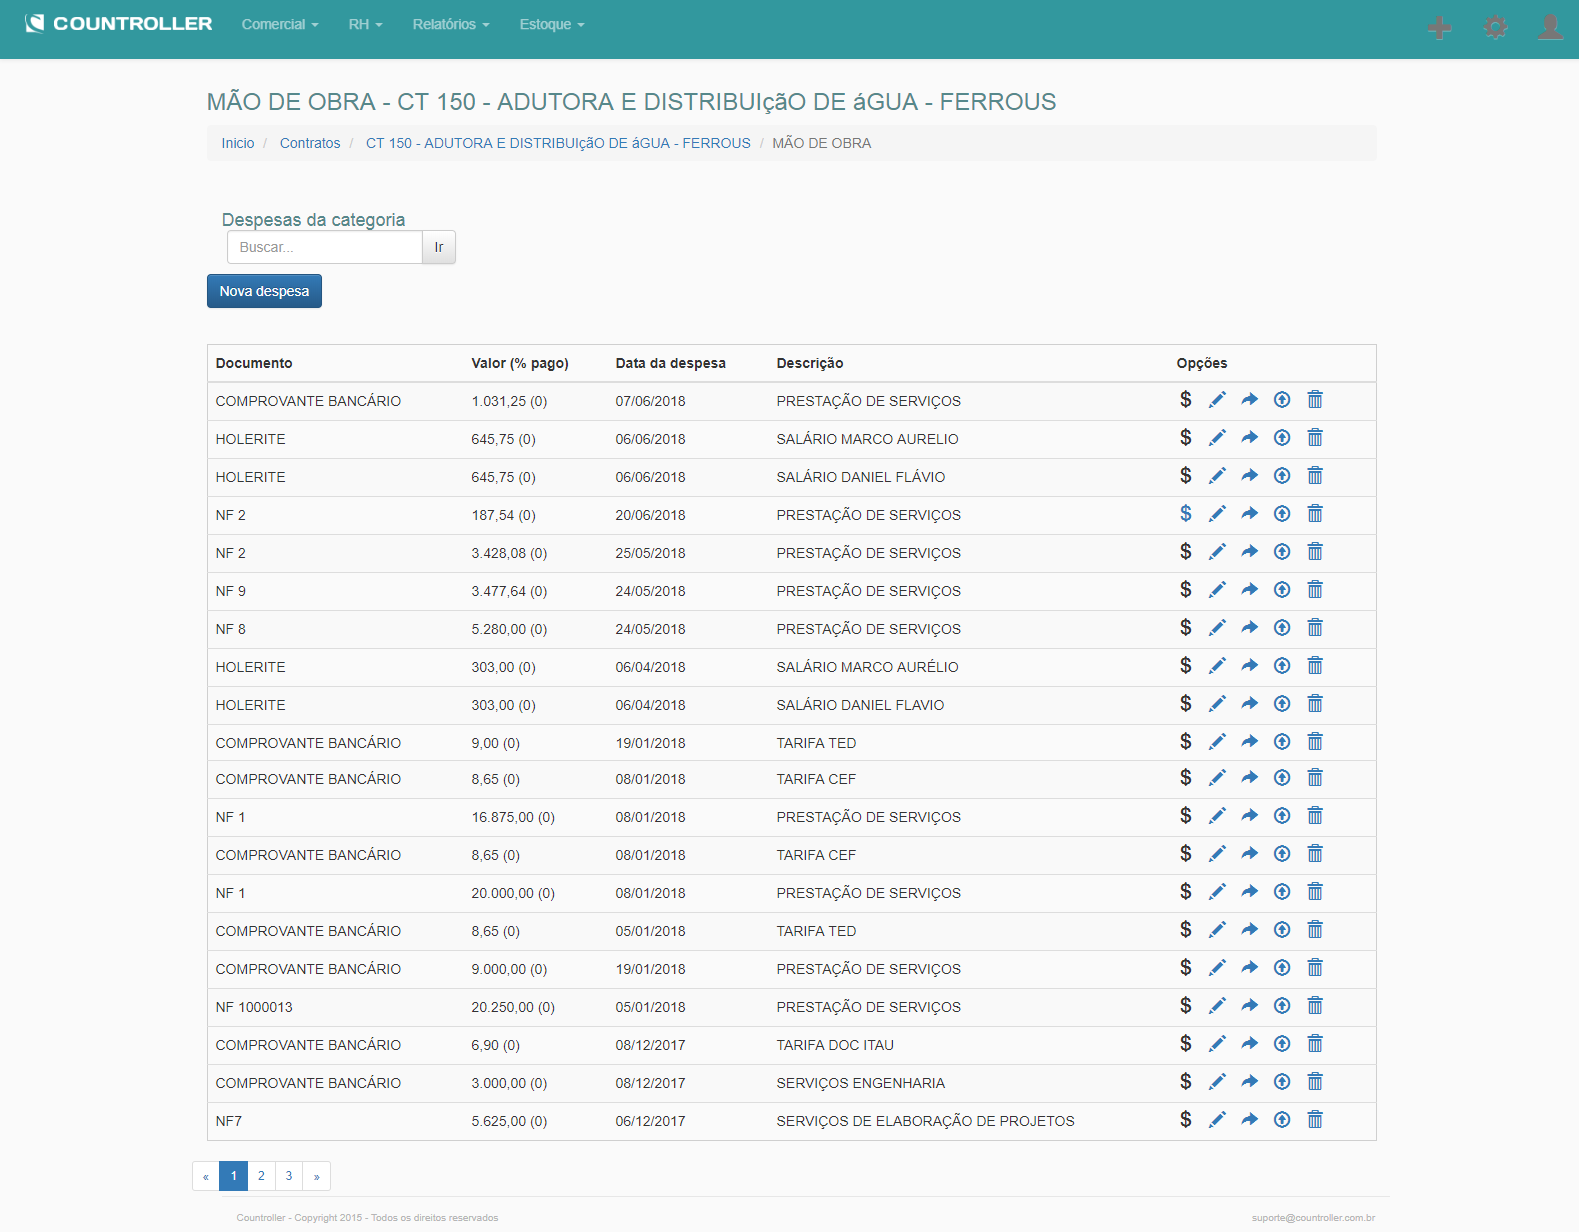 COUNTROLLER Comercial RH Relatórios Estoque
MÃO DE OBRA - CT 150 - ADUTORA E DISTRIBUIçãO DE áGUA - FERROUS
Inicio / Contratos / CT 150 - ADUTORA E DISTRIBUIçãO DE áGUA - FERROUS / MÃO DE OBRA
Despesas da categoria
Buscar... Ir
Nova despesa
Documento Valor (% pago) Data da despesa Descrição Opções
COMPROVANTE BANCÁRIO 1.031,25 (0) 07/06/2018 PRESTAÇÃO DE SERVIÇOS
HOLERITE 645,75 (0) 06/06/2018 SALÁRIO MARCO AURELIO
HOLERITE 645,75 (0) 06/06/2018 SALÁRIO DANIEL FLÁVIO
NF 2 187,54 (0) 20/06/2018 PRESTAÇÃO DE SERVIÇOS
NF 2 3.428,08 (0) 25/05/2018 PRESTAÇÃO DE SERVIÇOS
NF 9 3.477,64 (0) 24/05/2018 PRESTAÇÃO DE SERVIÇOS
NF 8 5.280,00 (0) 24/05/2018 PRESTAÇÃO DE SERVIÇOS
HOLERITE 303,00 (0) 06/04/2018 SALÁRIO MARCO AURÉLIO
HOLERITE 303,00 (0) 06/04/2018 SALÁRIO DANIEL FLAVIO
COMPROVANTE BANCÁRIO 9,00 (0) 19/01/2018 TARIFA TED
COMPROVANTE BANCÁRIO 8,65 (0) 08/01/2018 TARIFA CEF
NF 1 16.875,00 (0) 08/01/2018 PRESTAÇÃO DE SERVIÇOS
COMPROVANTE BANCÁRIO 8,65 (0) 08/01/2018 TARIFA CEF
NF 1 20.000,00 (0) 08/01/2018 PRESTAÇÃO DE SERVIÇOS
COMPROVANTE BANCÁRIO 8,65 (0) 05/01/2018 TARIFA TED
COMPROVANTE BANCÁRIO 9.000,00 (0) 19/01/2018 PRESTAÇÃO DE SERVIÇOS
NF 1000013 20.250,00 (0) 05/01/2018 PRESTAÇÃO DE SERVIÇOS
COMPROVANTE BANCÁRIO 6,90 (0) 08/12/2017 TARIFA DOC ITAU
COMPROVANTE BANCÁRIO 3.000,00 (0) 08/12/2017 SERVIÇOS ENGENHARIA
NF7 5.625,00 (0) 06/12/2017 SERVIÇOS DE ELABORAÇÃO DE PROJETOS
« 1 2 3 »
Countroller - Copyright 2015 - Todos os direitos reservados suporte@countroller.com.br